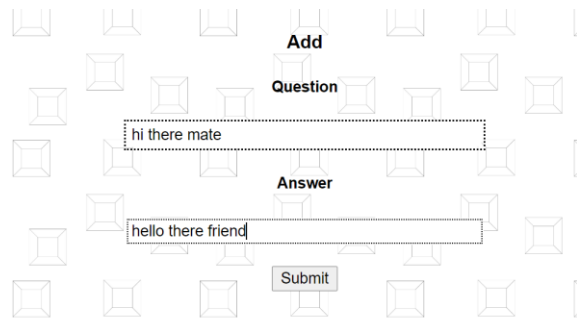 Add
Question
hi there mate
Answer
hello there friend
Submit